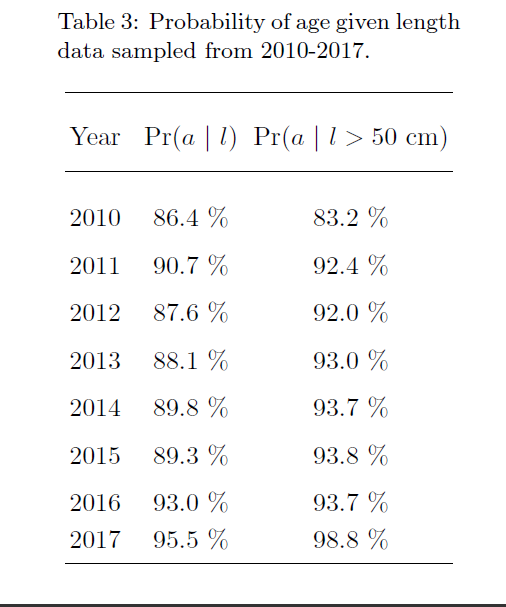 Table 3: Probability of age given length
data sampled from 2010-2017.
Year Pr(a | l) Pr(a | l > 50 cm)
2010 86.4 % 83.2 %
2011 90.7 % 92.4 %
2012 87.6 % 92.0 %
2013 88.1 % 93.0 %
2014 89.8 % 93.7 %
2015 89.3 % 93.8 %
2016 93.0 % 93.7 %
2017 95.5 % 98.8 %